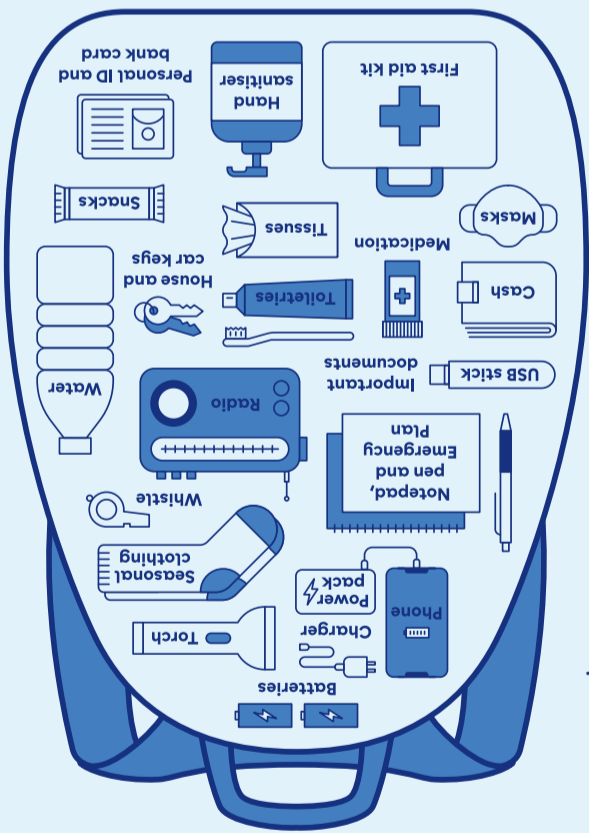 Batteries
Phone
Charger
Power
pack
Torch
Seasonal
clothing
Notepad,
pen and
Emergency
Plan
Whistle
USB stick
Important
documents
Radio
Water
Cash
Medication
Toiletries
House and
car keys
Masks
Tissues
Snacks
First aid kit
Hand
sanitiser
Personal ID and
bank card